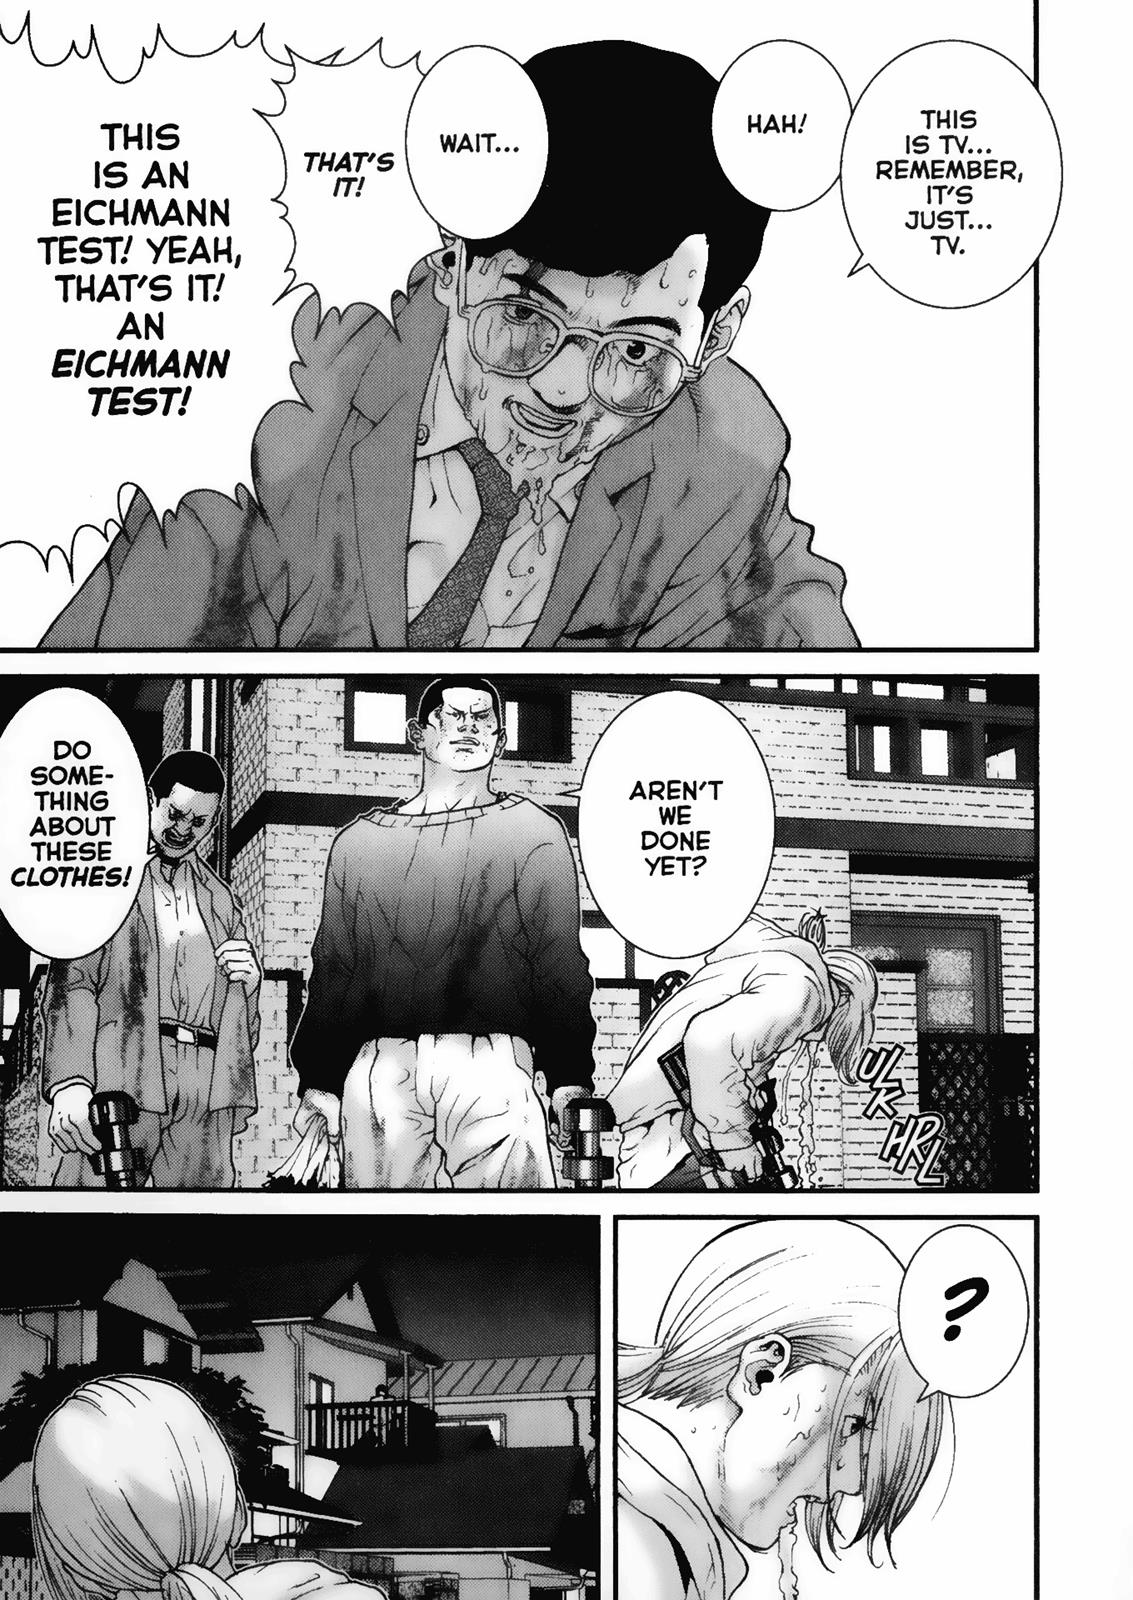 THIS
IS TV...
REMEMBER,
IT'S
JUST...
TV.
HAH!
WAIT...
THAT'S
IT!
THIS
IS AN
EICHMANN
TEST! YEAH,
THAT'S IT!
AN
EICHMANN
TEST!
AREN'T
WE
DONE
YET?
DO
SOME-
THING
ABOUT
THESE
CLOTHES!
ULK
HRL
?